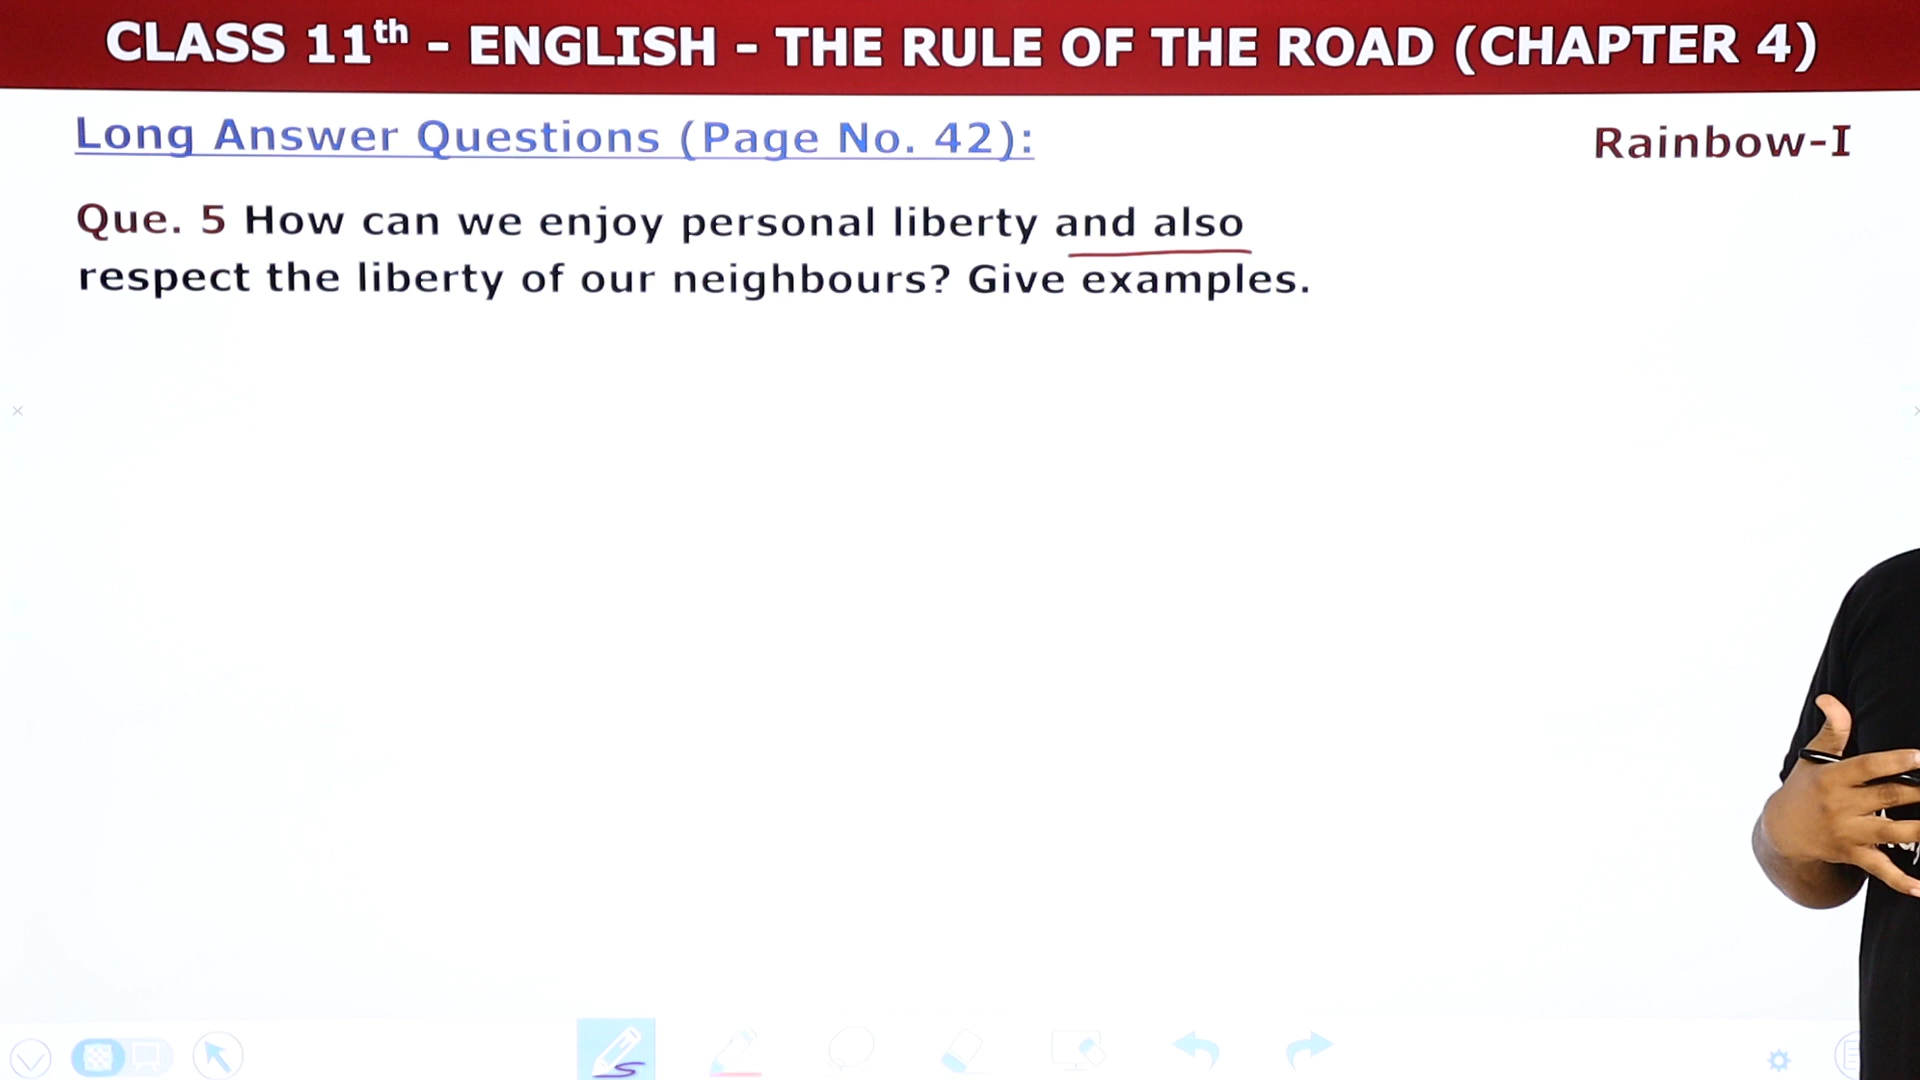 CLASS 11th - ENGLISH - THE RULE OF THE ROAD (CHAPTER 4)
Long Answer Questions (Page No. 42):
Rainbow-I
Que. 5 How can we enjoy personal liberty and also
respect the liberty of our neighbours? Give examples.